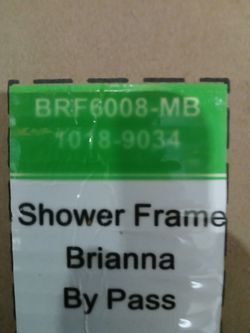 BRF6008-MB
1018-9034
Shower Frame
Brianna
By Pass